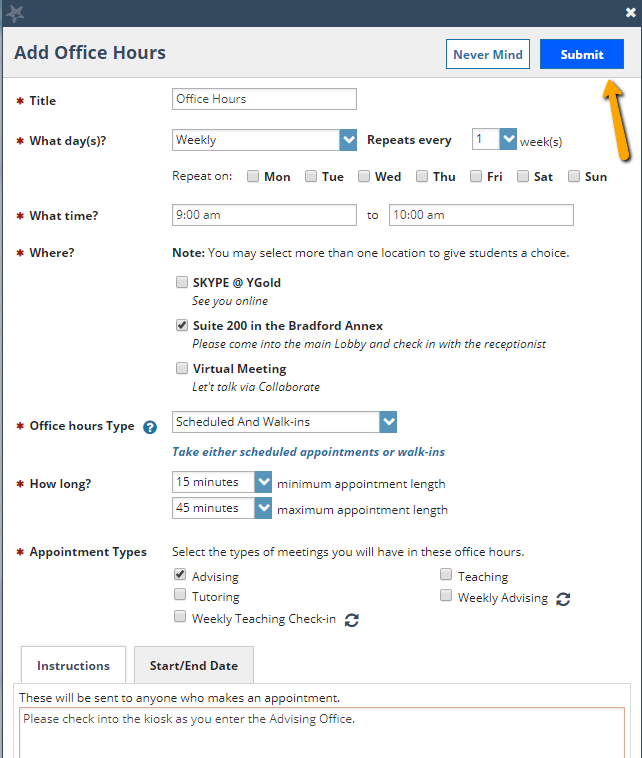 Add Office Hours
Never Mind
Submit
* Title
Office Hours
* What day(s)?
Weekly
Repeats every
1
week(s)
Repeat on: Mon Tue Wed Thu Fri Sat Sun
* What time?
9:00 am
to
10:00 am
* Where?
Note: You may select more than one location to give students a choice.
SKYPE @ YGold
See you online
Suite 200 in the Bradford Annex
Please come into the main Lobby and check in with the receptionist
Virtual Meeting
Let's talk via Collaborate
* Office hours Type ?
Scheduled And Walk-ins
Take either scheduled appointments or walk-ins
* How long?
15 minutes
minimum appointment length
45 minutes
maximum appointment length
* Appointment Types
Select the types of meetings you will have in these office hours.
Advising
Teaching
Tutoring
Weekly Advising
Weekly Teaching Check-in
Instructions
Start/End Date
These will be sent to anyone who makes an appointment.
Please check into the kiosk as you enter the Advising Office.